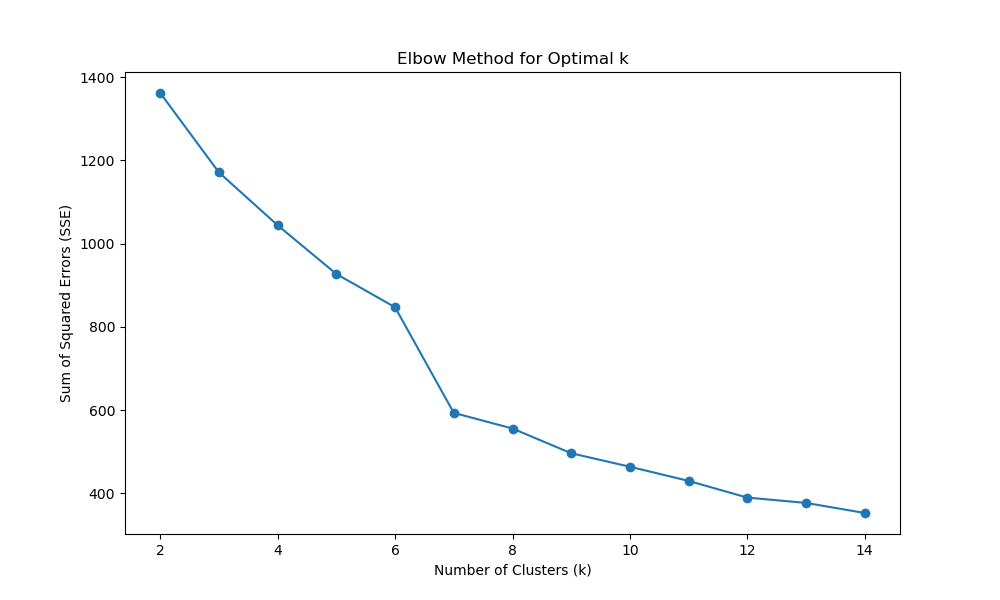 Elbow Method for Optimal k
1400
1200
1000
800
600
400
Sum of Squared Errors (SSE)
2 4 6 8 10 12 14
Number of Clusters (k)